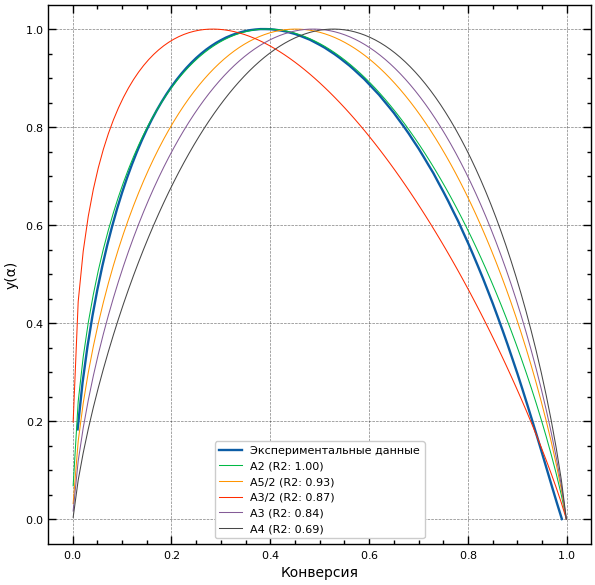 y(α)
1.0
0.8
0.6
0.4
0.2
0.0
Экспериментальные данные
A2 (R2: 1.00)
A5/2 (R2: 0.93)
A3/2 (R2: 0.87)
A3 (R2: 0.84)
A4 (R2: 0.69)
0.0 0.2 0.4 0.6 0.8 1.0
Конверсия